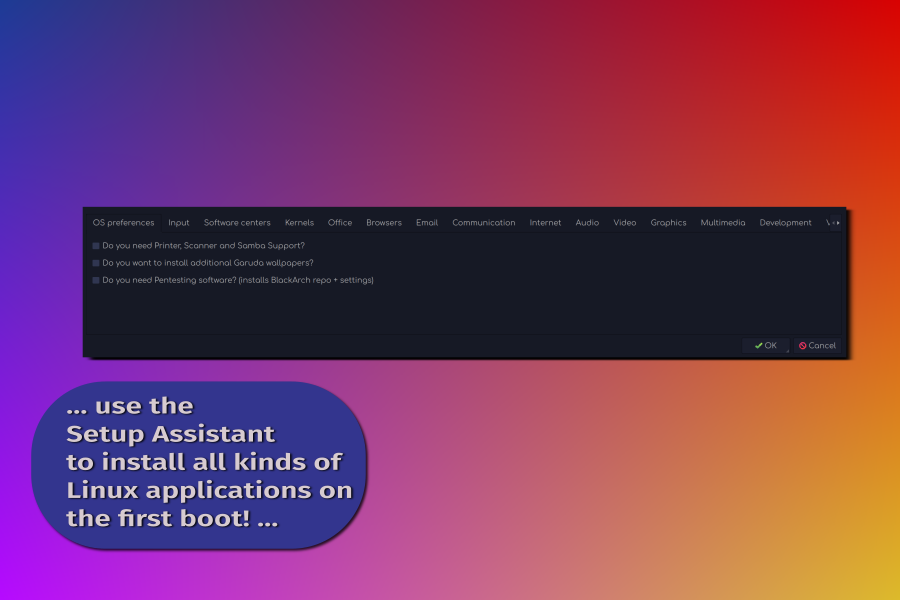 OS preferences Input Software centers Kernels Office Browsers Email Communication Internet Audio Video Graphics Multimedia Development
Do you need Printer, Scanner and Samba Support?
Do you want to install additional Garuda wallpapers?
Do you need Pentesting software? (installs BlackArch repo + settings)
OK Cancel
... use the
Setup Assistant
to install all kinds of
Linux applications on
the first boot! ...